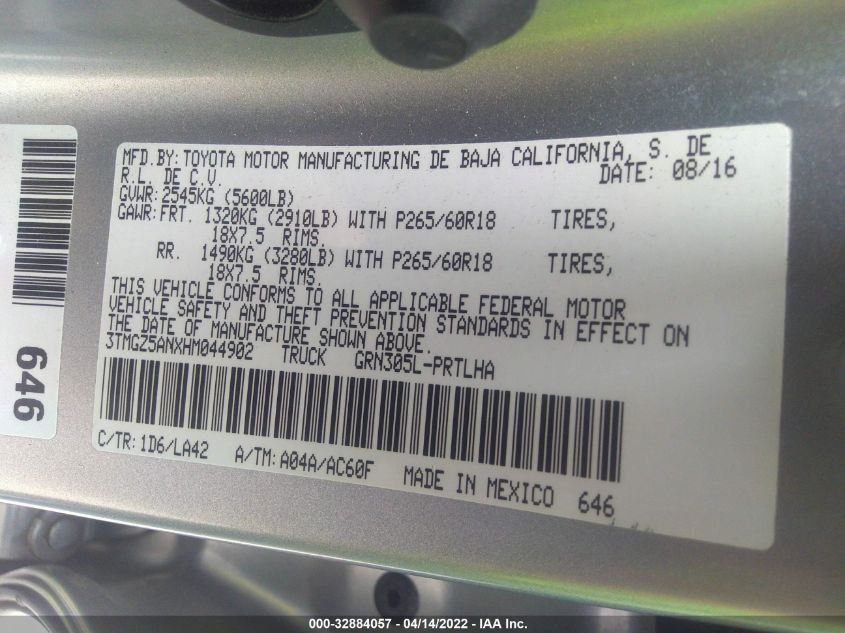 MFD.BY: TOYOTA MOTOR MANUFACTURING DE BAJA CALIFORNIA, S. DE
R.L. DE C.V. DATE: 08/16
GVWR: 2545KG (5600LB)
GAWR: FRT. 1320KG (2910LB) WITH P265/60R18 TIRES,
18X7.5 RIMS.
RR. 1490KG (3280LB) WITH P265/60R18 TIRES,
18X7.5 RIMS.
THIS VEHICLE CONFORMS TO ALL APPLICABLE FEDERAL MOTOR
VEHICLE SAFETY AND THEFT PREVENTION STANDARDS IN EFFECT ON
THE DATE OF MANUFACTURE SHOWN ABOVE.
3TMGZ5ANXHM044902 TRUCK GRN305L-PRTLHA
C/TR: 1D6/LA42 A/TM: A04A/AC60F MADE IN MEXICO 646
646
000-32884057 - 04/14/2022 - IAA Inc.